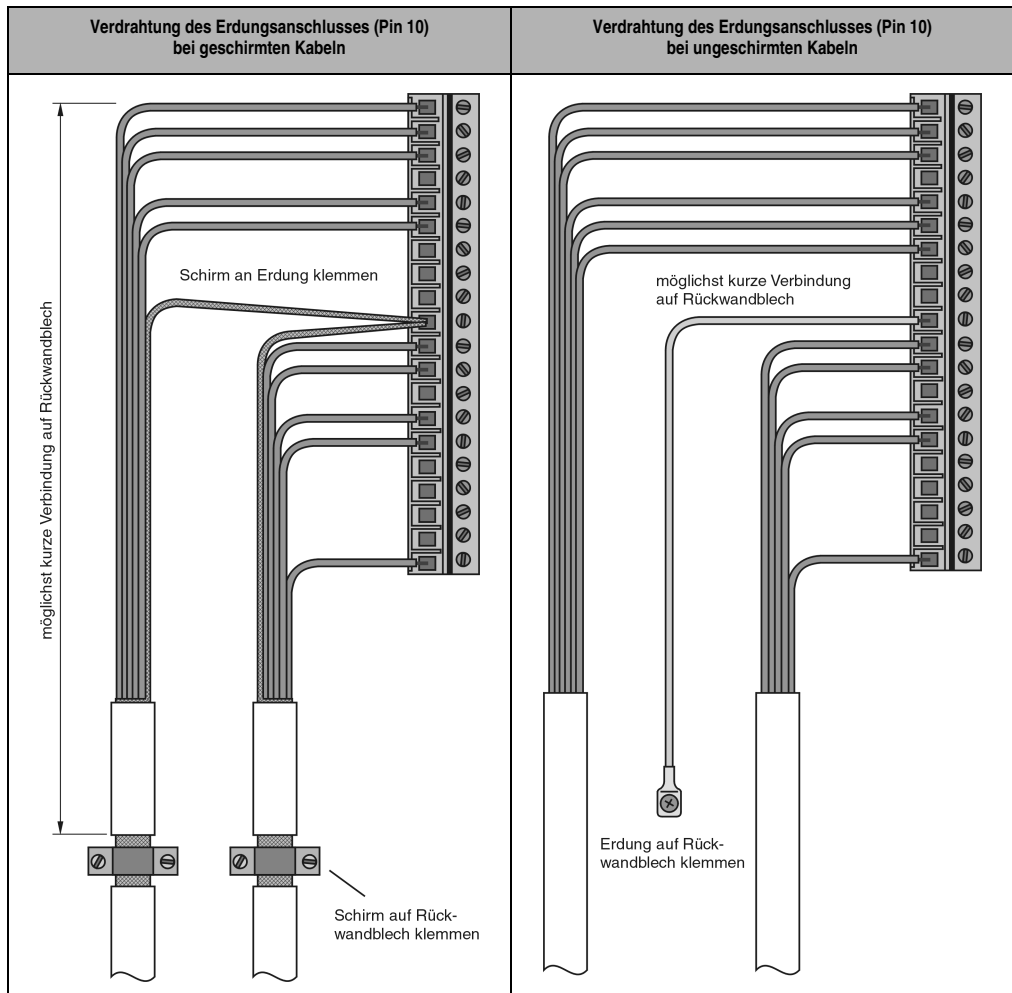 Verdrahtung des Erdungsanschlusses (Pin 10)
bei geschirmten Kabeln
Verdrahtung des Erdungsanschlusses (Pin 10)
bei ungeschirmten Kabeln
möglichst kurze Verbindung auf Rückwandblech
Schirm an Erdung klemmen
Schirm auf Rück-
wandblech klemmen
möglichst kurze Verbindung
auf Rückwandblech
Erdung auf Rück-
wandblech klemmen